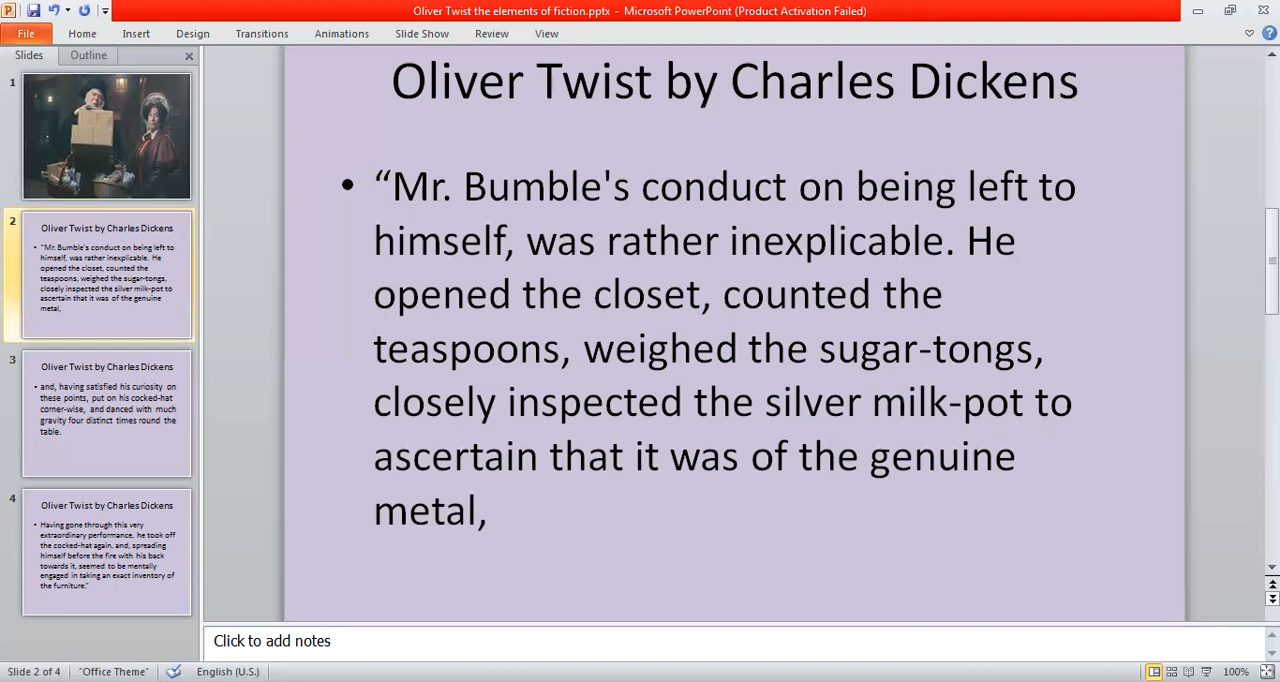 Oliver Twist the elements of fiction.pptx - Microsoft PowerPoint (Product Activation Failed)
File Home Insert Design Transitions Animations Slide Show Review View
Slides Outline
1
2
Oliver Twist by Charles Dickens
• “Mr. Bumble's conduct on being left to
himself, was rather inexplicable. He
opened the closet, counted the
teaspoons, weighed the sugar-tongs,
closely inspected the silver milk-pot to
ascertain that it was of the genuine
metal,
3
Oliver Twist by Charles Dickens
• and, having satisfied his curiosity on
these points, put on his cocked-hat
corner-wise, and danced with much
gravity four distinct times round the
table.
4
Oliver Twist by Charles Dickens
• Having gone through this very
extraordinary performance, he took off
the cocked-hat again, and, spreading
himself before the fire with his back
towards it, seemed to be mentally
engaged in taking an exact inventory of
the furniture.”
Oliver Twist by Charles Dickens
• “Mr. Bumble's conduct on being left to
himself, was rather inexplicable. He
opened the closet, counted the
teaspoons, weighed the sugar-tongs,
closely inspected the silver milk-pot to
ascertain that it was of the genuine
metal,
Click to add notes
Slide 2 of 4 "Office Theme" English (U.S.) 100%